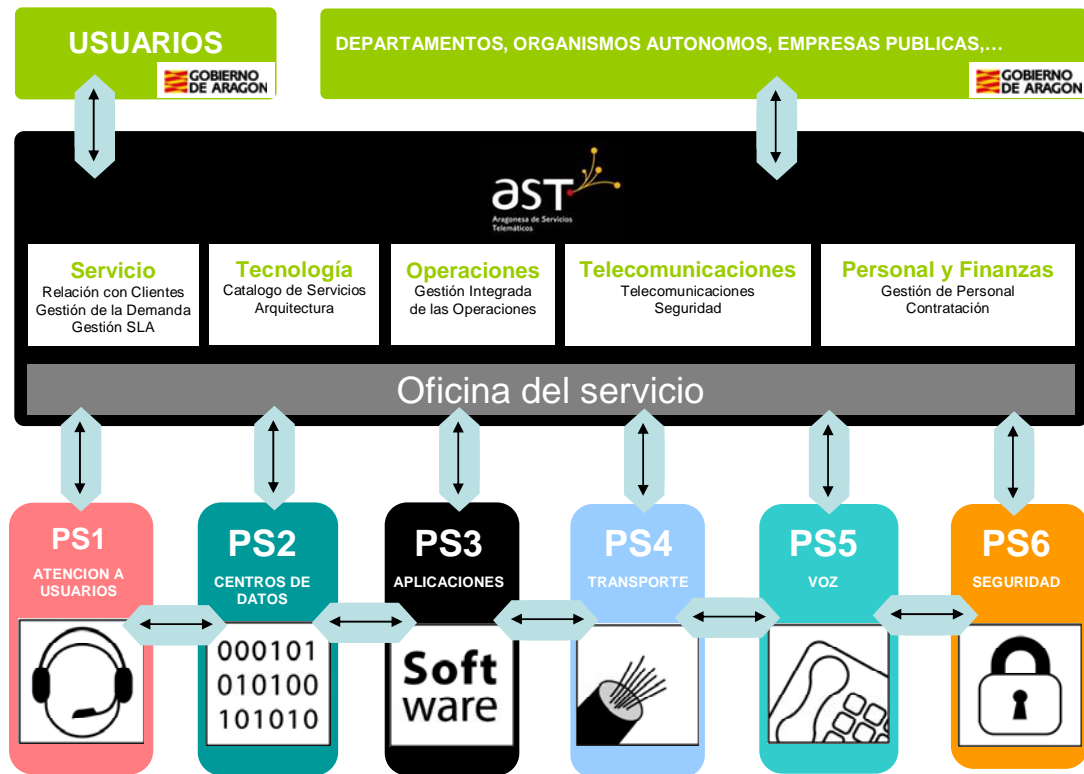 USUARIOS
GOBIERNO
DE ARAGON
DEPARTAMENTOS, ORGANISMOS AUTONOMOS, EMPRESAS PUBLICAS,…
GOBIERNO
DE ARAGON
aST
Aragonesa de Servicios
Telemáticos
Servicio
Relación con Clientes
Gestión de la Demanda
Gestión SLA
Tecnología
Catalogo de Servicios
Arquitectura
Operaciones
Gestión Integrada
de las Operaciones
Telecomunicaciones
Telecomunicaciones
Seguridad
Personal y Finanzas
Gestión de Personal
Contratación
Oficina del servicio
PS1
ATENCION A
USUARIOS
PS2
CENTROS DE
DATOS
000101
010100
101010
PS3
APLICACIONES
Soft
ware
PS4
TRANSPORTE
PS5
VOZ
PS6
SEGURIDAD